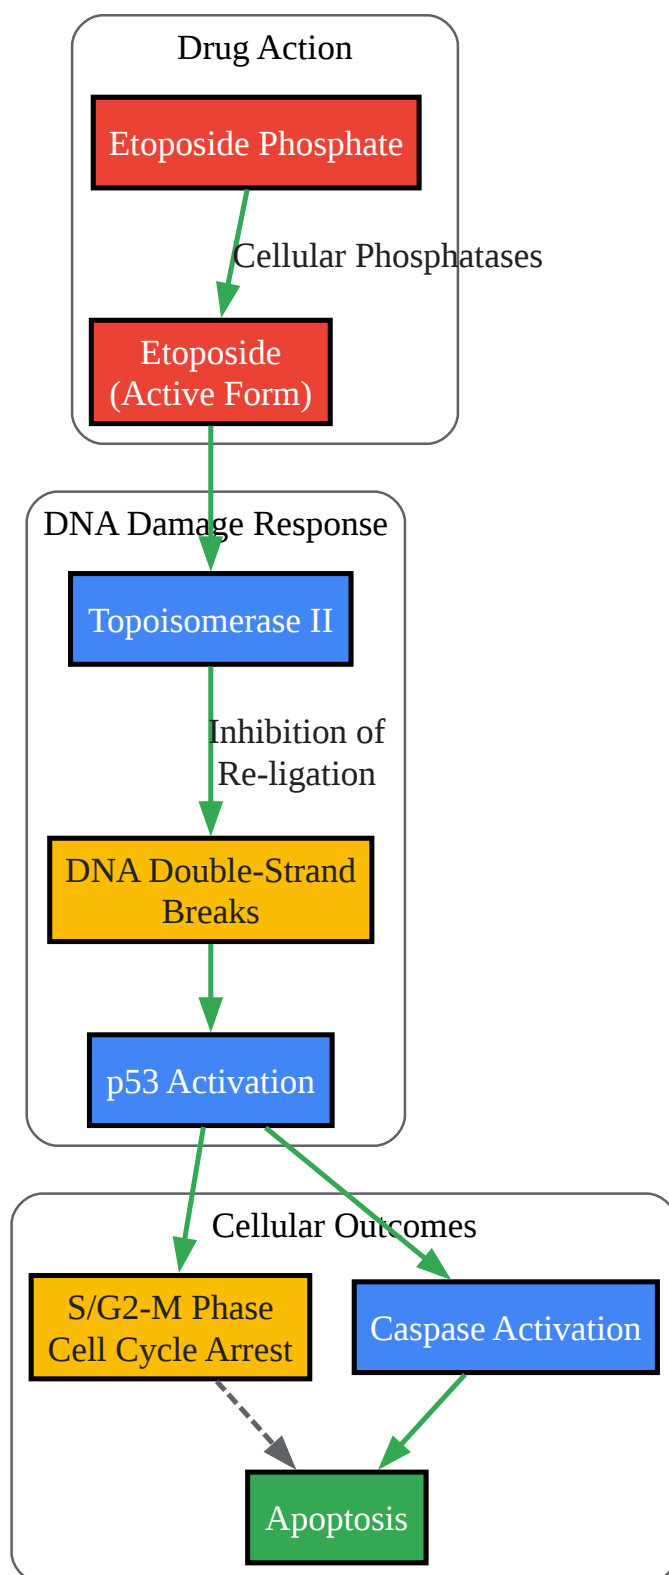 Drug Action
Etoposide Phosphate
Cellular Phosphatases
Etoposide
(Active Form)
DNA Damage Response
Topoisomerase II
Inhibition of
Re-ligation
DNA Double-Strand
Breaks
p53 Activation
Cellular Outcomes
S/G2-M Phase
Cell Cycle Arrest
Caspase Activation
Apoptosis